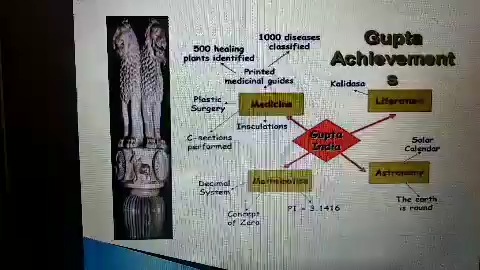 Gupta
Achievement
s
1000 diseases
classified
500 healing
plants identified
Printed
medicinal guides
Kalidasa
Plastic
Surgery
Medicine
Literature
C-sections
performed
Inoculations
Gupta
India
Solar
Calendar
Mathematics
Astronomy
Decimal
System
Concept
of Zero
PI = 3.1416
The earth
is round